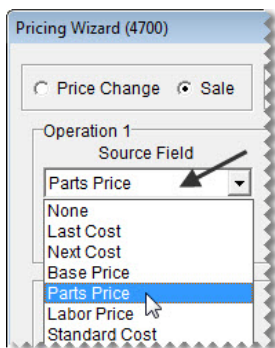 Pricing Wizard (4700)
Price Change Sale
Operation 1
Source Field
Parts Price
None
Last Cost
Next Cost
Base Price
Parts Price
Labor Price
Standard Cost